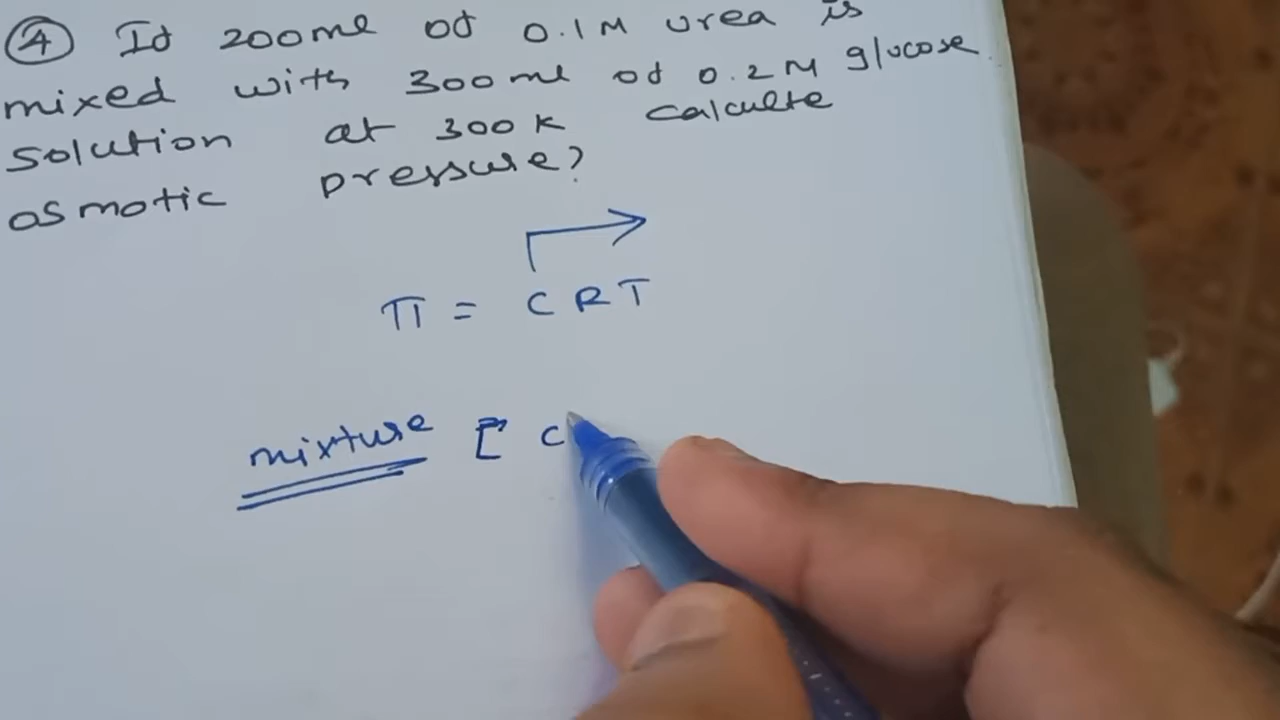 4 If 200ml of 0.1M urea is
mixed with 300ml of 0.2M glucose
solution at 300K calculte
osmotic pressure?
π = CRT
mixture [ C